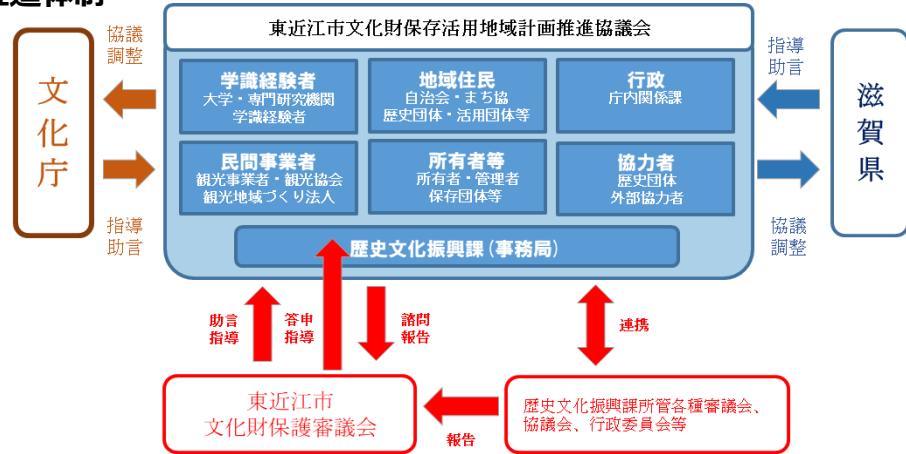 東近江市文化財保存活用地域計画推進協議会
文化庁
協議
調整
指導
助言
学識経験者
大学・専門研究機関
学識経験者
地域住民
自治会・まち協
歴史団体・活用団体等
行政
庁内関係課
民間事業者
観光事業者・観光協会
観光地域づくり法人
所有者等
所有者・管理者
保存団体等
協力者
歴史団体
外部協力者
歴史文化振興課(事務局)
指導
助言
協議
調整
滋賀県
助言
指導
答申
指導
諮問
報告
連携
東近江市
文化財保護審議会
報告
歴史文化振興課所管各種審議会、
協議会、行政委員会等